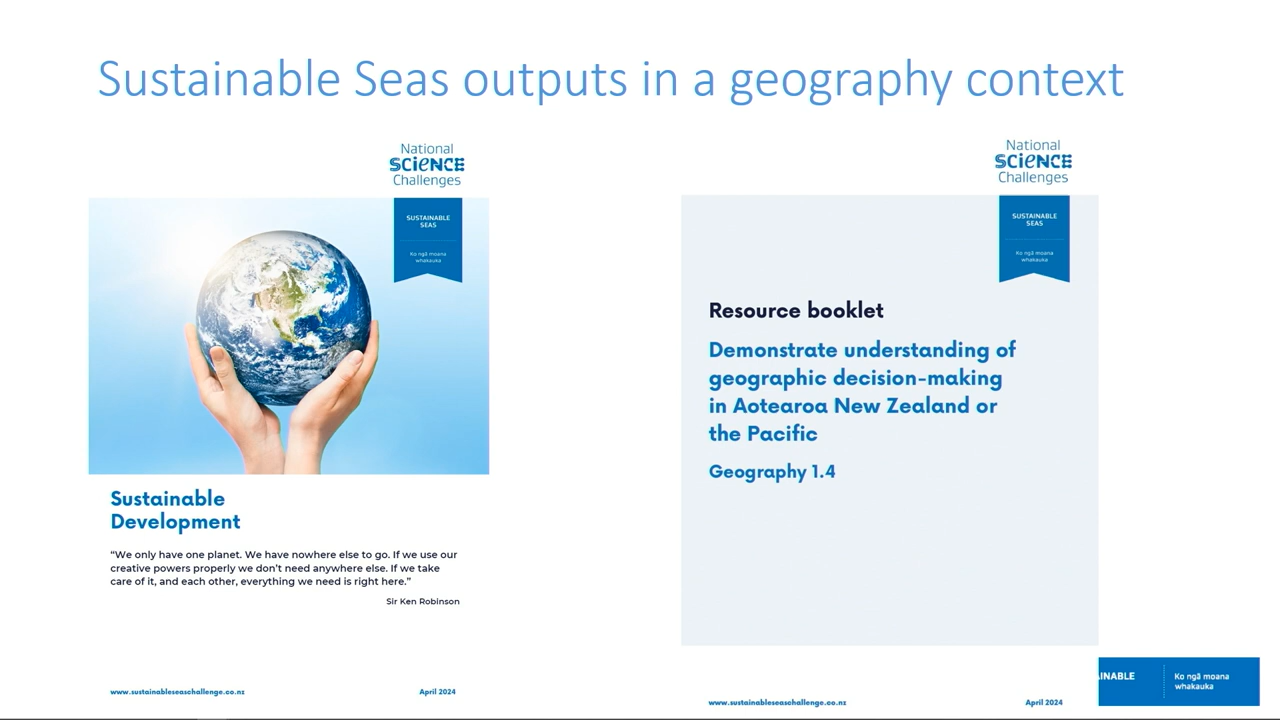 Sustainable Seas outputs in a geography context
National
SCIENCE
Challenges
SUSTAINABLE
SEAS
Ko ngā moana
whakauka
Sustainable
Development
“We only have one planet. We have nowhere else to go. If we use our
creative powers properly we don’t need anywhere else. If we take
care of it, and each other, everything we need is right here.”
Sir Ken Robinson
www.sustainableseaschallenge.co.nz
April 2024
National
SCIENCE
Challenges
SUSTAINABLE
SEAS
Ko ngā moana
whakauka
Resource booklet
Demonstrate understanding of
geographic decision-making
in Aotearoa New Zealand or
the Pacific
Geography 1.4
www.sustainableseaschallenge.co.nz
April 2024
INABLE
Ko ngā moana
whakauka